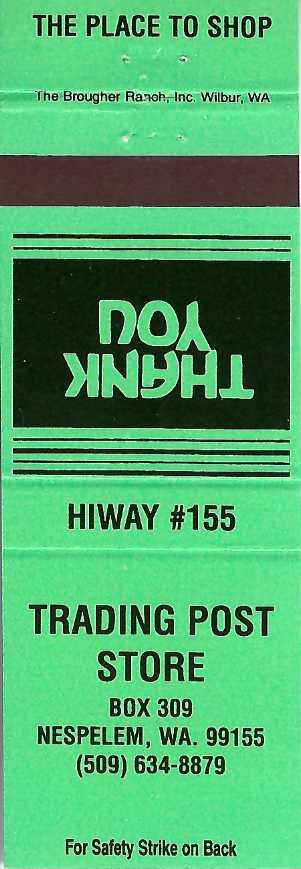 THE PLACE TO SHOP
The Brougher Ranch, Inc. Wilbur, WA
THANK
YOU
HIWAY #155
TRADING POST
STORE
BOX 309
NESPELEM, WA. 99155
(509) 634-8879
For Safety Strike on Back